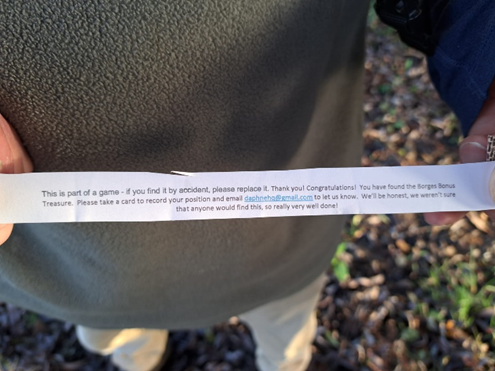 This is part of a game - if you find it by accident, please replace it. Thank you! Congratulations! You have found the Borges Bonus
Treasure. Please take a card to record your position and email daphnehq@gmail.com to let us know. We'll be honest, we weren't sure
that anyone would find this, so really very well done!